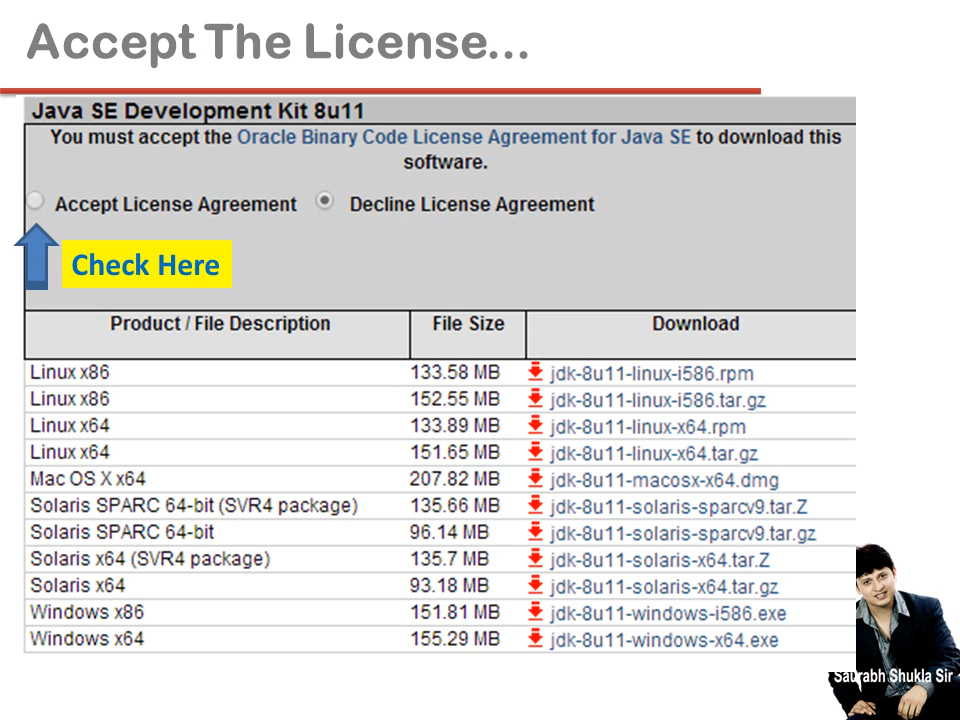 Accept The License...
Java SE Development Kit 8u11
You must accept the Oracle Binary Code License Agreement for Java SE to download this
software.
Accept License Agreement Decline License Agreement
Check Here
Product / File Description File Size Download
Linux x86 133.58 MB jdk-8u11-linux-i586.rpm
Linux x86 152.55 MB jdk-8u11-linux-i586.tar.gz
Linux x64 133.89 MB jdk-8u11-linux-x64.rpm
Linux x64 151.65 MB jdk-8u11-linux-x64.tar.gz
Mac OS X x64 207.82 MB jdk-8u11-macosx-x64.dmg
Solaris SPARC 64-bit (SVR4 package) 135.66 MB jdk-8u11-solaris-sparcv9.tar.Z
Solaris SPARC 64-bit 96.14 MB jdk-8u11-solaris-sparcv9.tar.gz
Solaris x64 (SVR4 package) 135.7 MB jdk-8u11-solaris-x64.tar.Z
Solaris x64 93.18 MB jdk-8u11-solaris-x64.tar.gz
Windows x86 151.81 MB jdk-8u11-windows-i586.exe
Windows x64 155.29 MB jdk-8u11-windows-x64.exe
Saurabh Shukla Sir